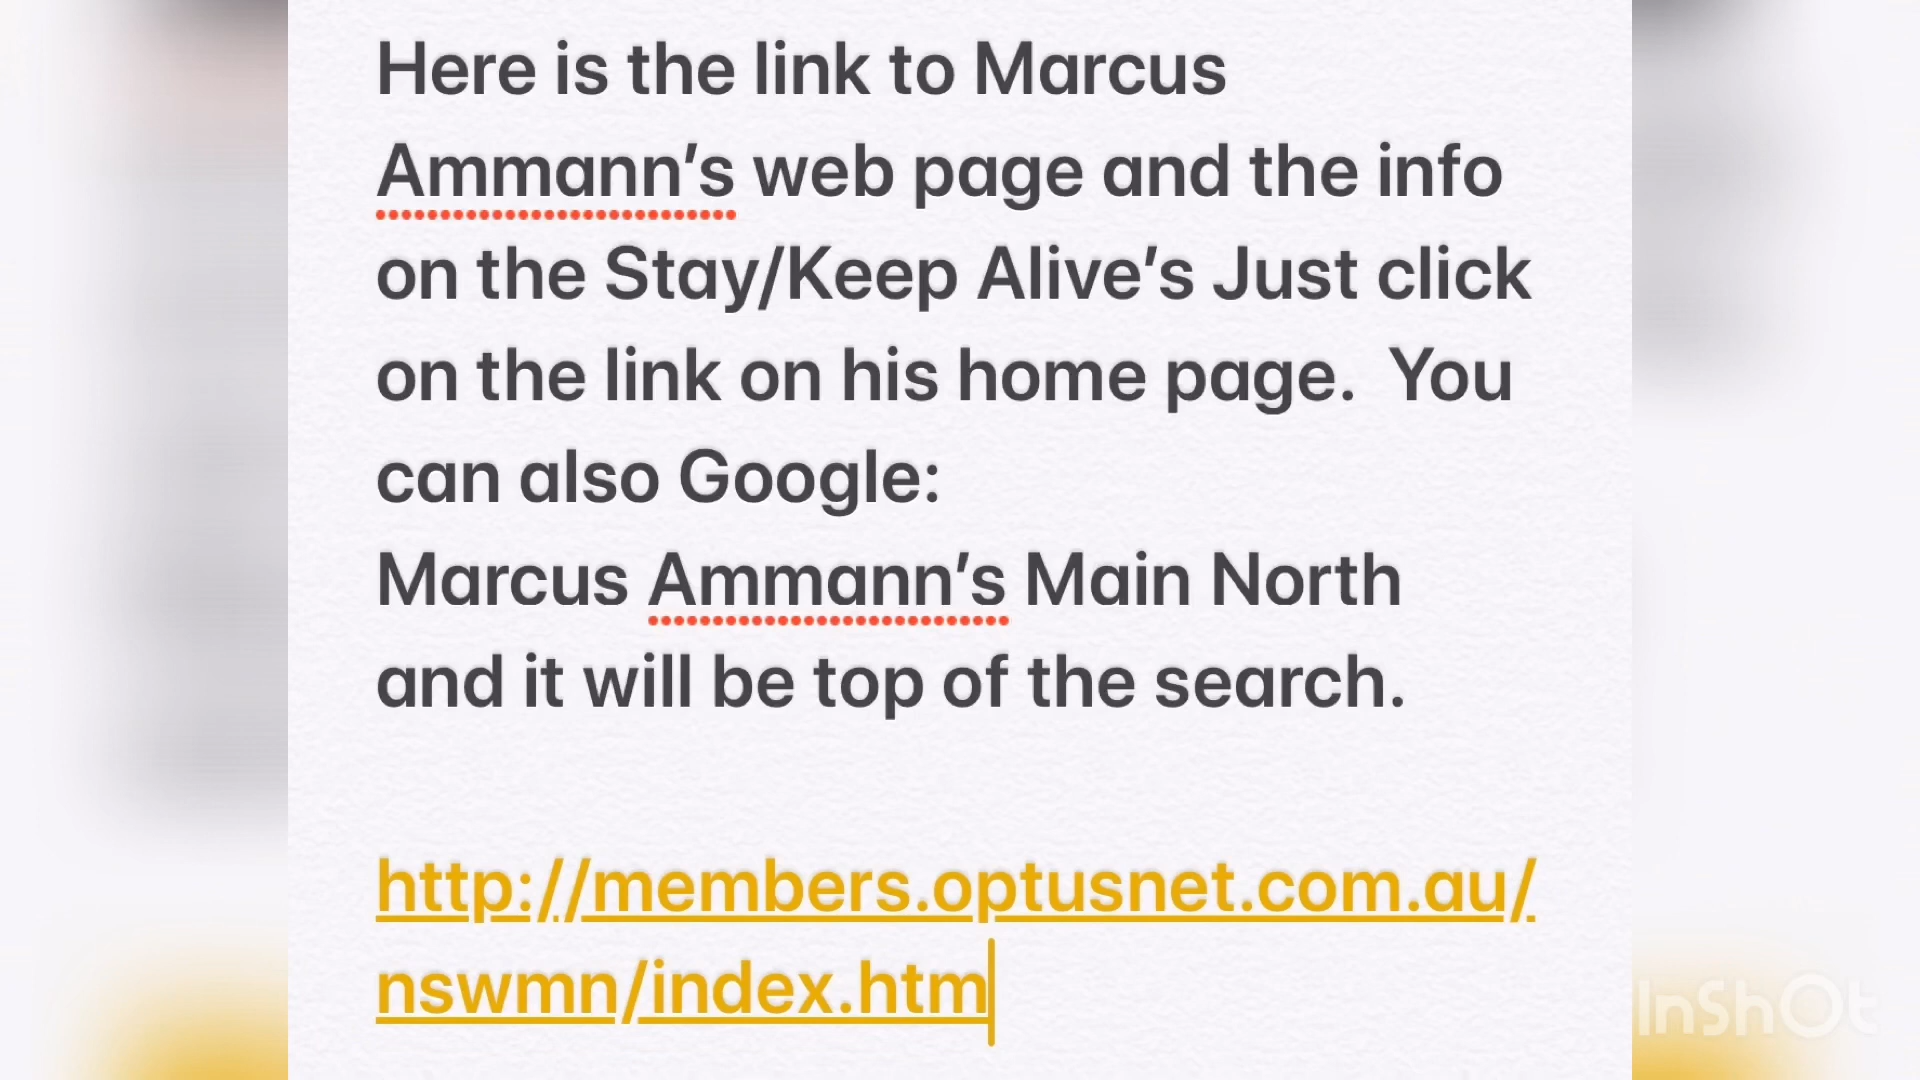 Here is the link to Marcus
Ammann’s web page and the info
on the Stay/Keep Alive’s Just click
on the link on his home page.  You
can also Google:
Marcus Ammann’s Main North
and it will be top of the search.
http://members.optusnet.com.au/
nswmn/index.htm
InShOt